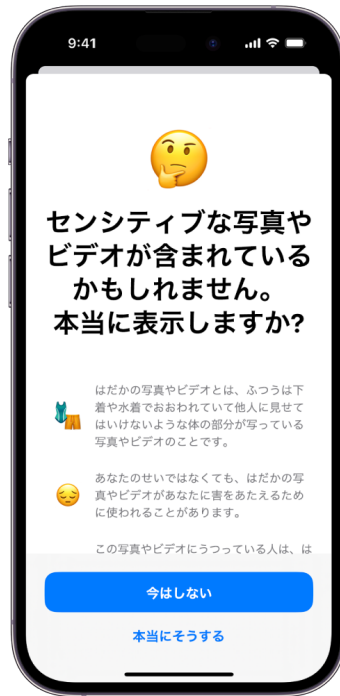 9:41
センシティブな写真や
ビデオが含まれている
かもしれません。
本当に表示しますか?
はだかの写真やビデオとは、ふつうは下
着や水着でおおわれていて他人に見せて
はいけないような体の部分が写っている
写真やビデオのことです。
あなたのせいではなくても、はだかの写
真やビデオがあなたに害をあたえるため
に使われることがあります。
この写真やビデオにうつっている人は、は
今はしない
本当にそうする